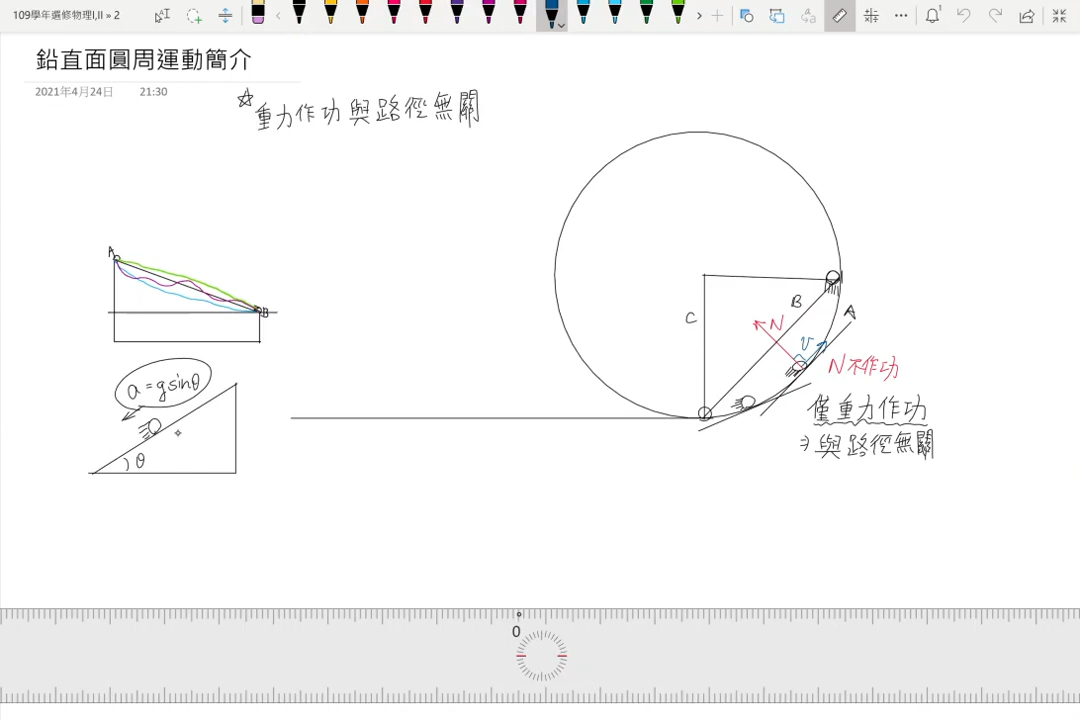 109學年選修物理I,II » 2
鉛直面圓周運動簡介
2021年4月24日 21:30
☆重力作功與路徑無關
A
B
a=gsinθ
θ
C
B
A
N
v
N不作功
僅重力作功
⇒與路徑無關
0